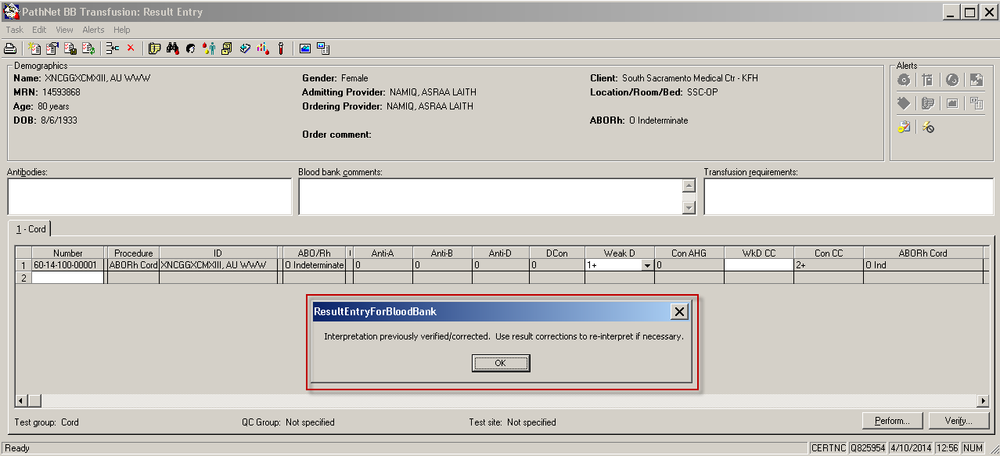 PathNet BB Transfusion: Result Entry
Task Edit View Alerts Help
Demographics
Name: XNCGGXCMXIII, AU WWW
Gender: Female
Client: South Sacramento Medical Ctr - KFH
MRN: 14593868
Admitting Provider: NAMIQ, ASRAA LAITH
Location/Room/Bed: SSC-OP
Age: 80 years
Ordering Provider: NAMIQ, ASRAA LAITH
DOB: 8/6/1933
ABORh: O Indeterminate
Order comment:
Alerts
Antibodies:
Blood bank comments:
Transfusion requirements:
1 - Cord
Number Procedure ID ABO/Rh I Anti-A Anti-B Anti-D DCon Weak D Con AHG WkD CC Con CC ABORh Cord
1 60-14-100-00001 ABORh Cord XNCGGXCMXIII, AU WWW O Indeterminate 0 0 0 0 1+ 0 2+ O Ind
2
ResultEntryForBloodBank
Interpretation previously verified/corrected. Use result corrections to re-interpret if necessary.
OK
Test group: Cord
QC Group: Not specified
Test site: Not specified
Perform...
Verify...
Ready
CERTNC Q825954 4/10/2014 12:56 NUM